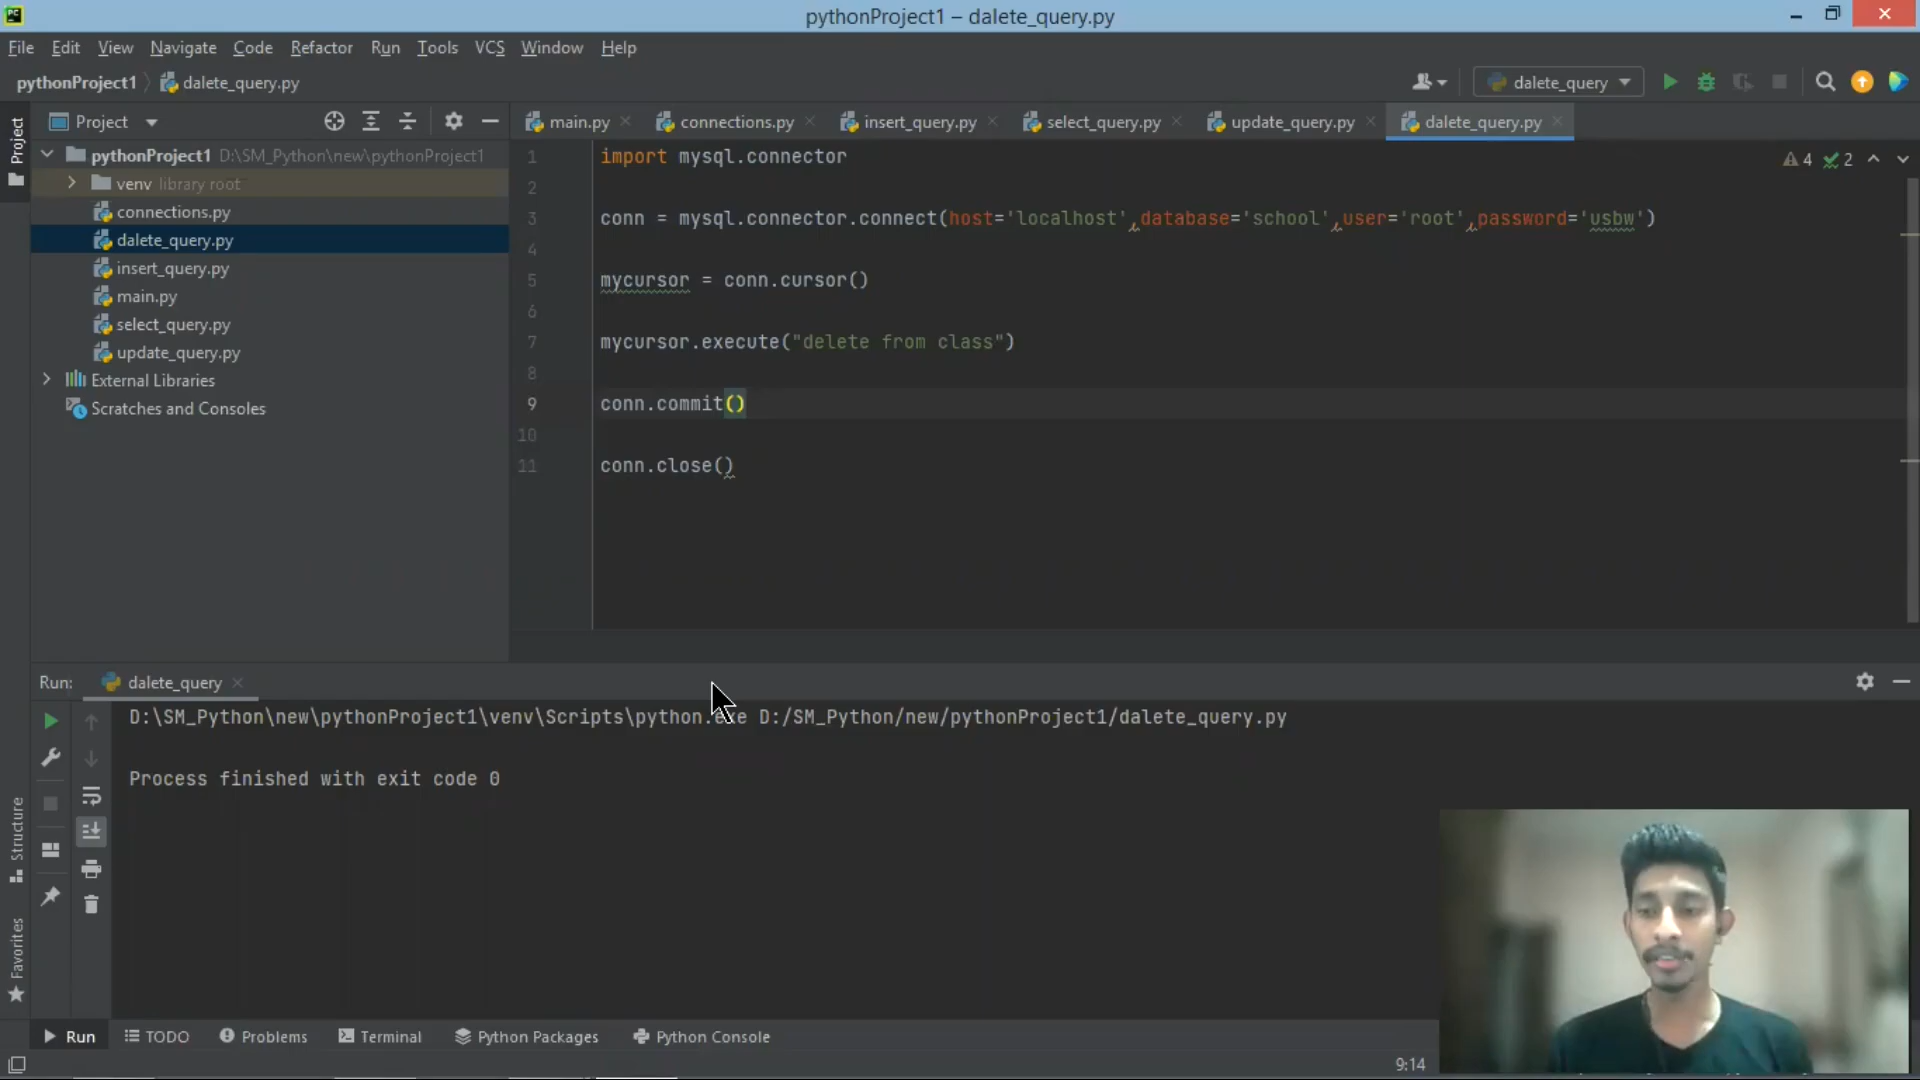 PC
pythonProject1 – dalete_query.py
File Edit View Navigate Code Refactor Run Tools VCS Window Help
pythonProject1 dalete_query.py
dalete_query
Project
Project
main.py connections.py insert_query.py select_query.py update_query.py dalete_query.py
pythonProject1 D:\SM_Python\new\pythonProject1
venv library root
connections.py
dalete_query.py
insert_query.py
main.py
select_query.py
update_query.py
External Libraries
Scratches and Consoles
4 2
1 import mysql.connector
2
3 conn = mysql.connector.connect(host='localhost',database='school',user='root',password='usbw')
4
5 mycursor = conn.cursor()
6
7 mycursor.execute("delete from class")
8
9 conn.commit()
10
11 conn.close()
Run: dalete_query
D:\SM_Python\new\pythonProject1\venv\Scripts\python.exe D:/SM_Python/new/pythonProject1/dalete_query.py
Process finished with exit code 0
Structure
Favorites
Run TODO Problems Terminal Python Packages Python Console
9:14